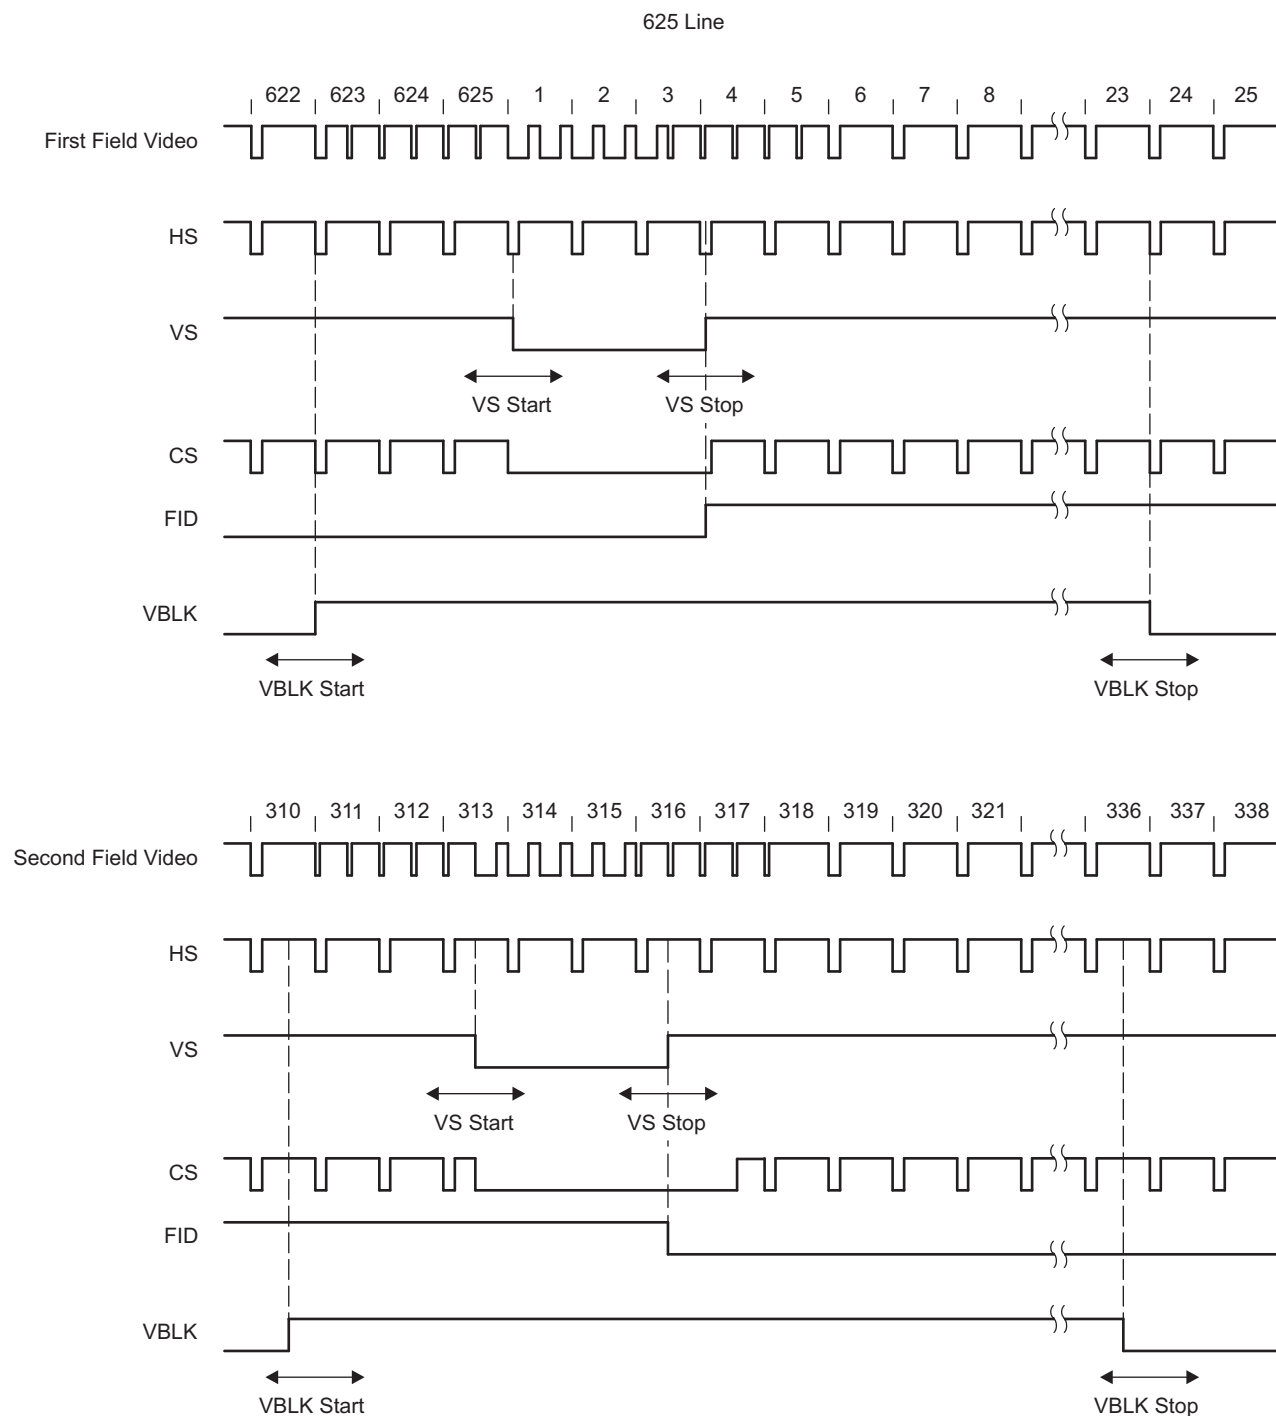 625 Line
622 623 624 625 1 2 3 4 5 6 7 8 23 24 25
First Field Video
HS
VS
VS Start VS Stop
CS
FID
VBLK
VBLK Start VBLK Stop
310 311 312 313 314 315 316 317 318 319 320 321 336 337 338
Second Field Video
HS
VS
VS Start VS Stop
CS
FID
VBLK
VBLK Start VBLK Stop